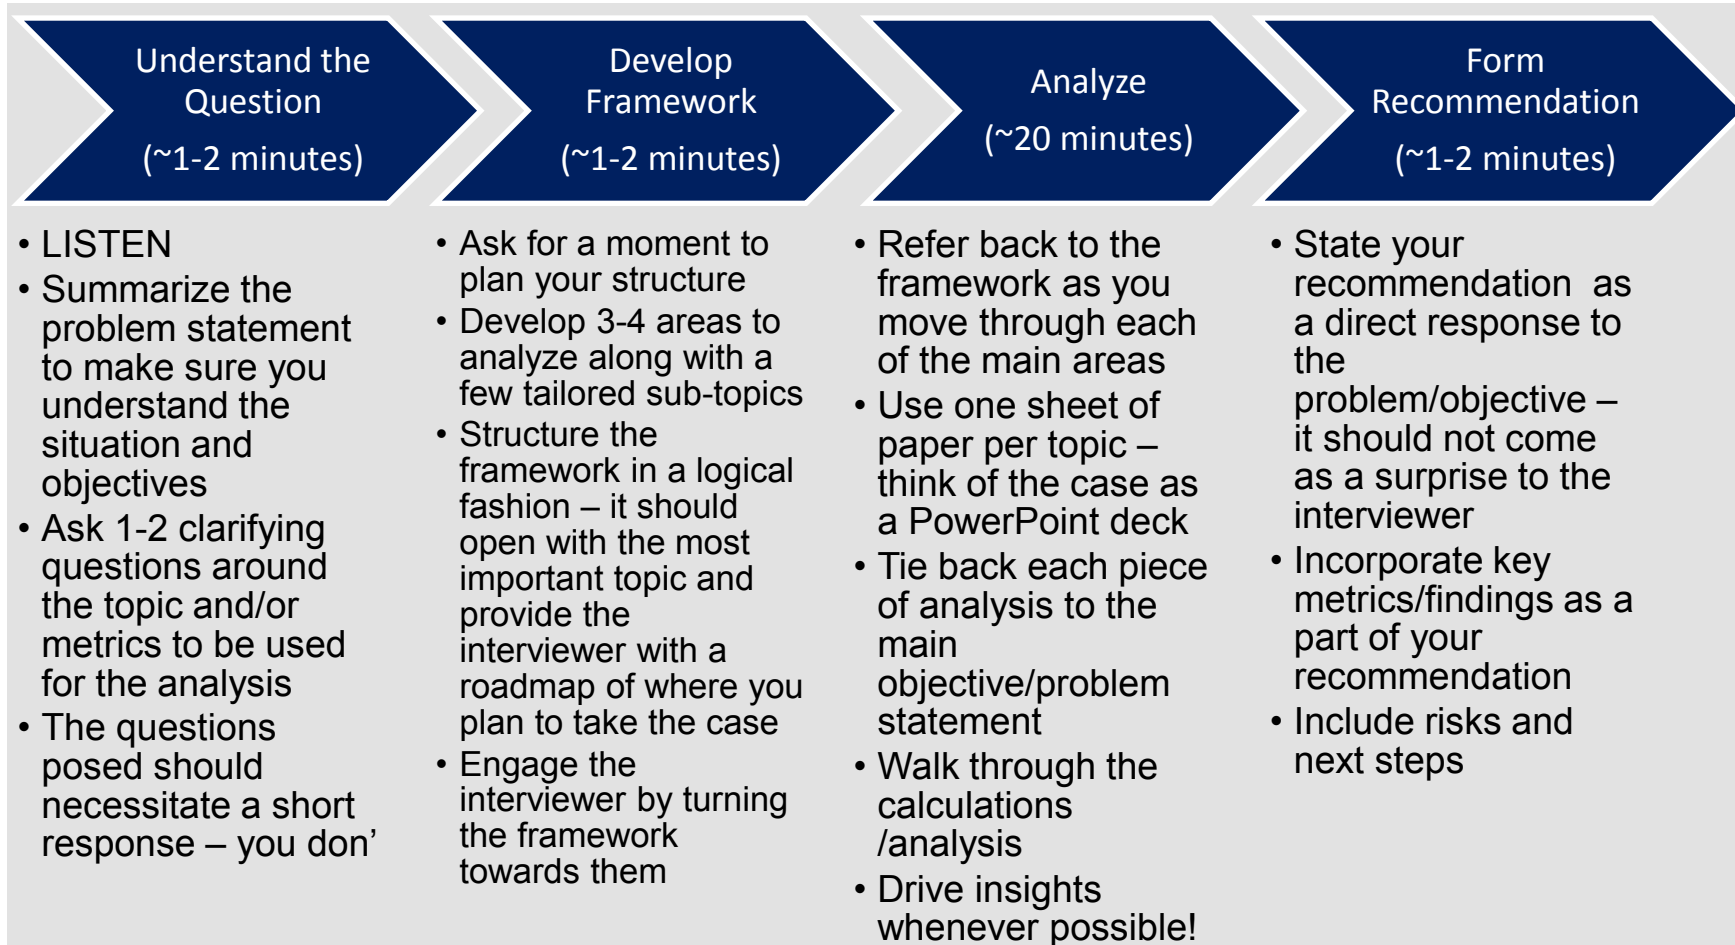 Understand the
Question
(~1-2 minutes)
• LISTEN
• Summarize the
problem statement
to make sure you
understand the
situation and
objectives
• Ask 1-2 clarifying
questions around
the topic and/or
metrics to be used
for the analysis
• The questions
posed should
necessitate a short
response – you don’
Develop
Framework
(~1-2 minutes)
• Ask for a moment to
plan your structure
• Develop 3-4 areas to
analyze along with a
few tailored sub-topics
• Structure the
framework in a logical
fashion – it should
open with the most
important topic and
provide the
interviewer with a
roadmap of where you
plan to take the case
• Engage the
interviewer by turning
the framework
towards them
Analyze
(~20 minutes)
• Refer back to the
framework as you
move through each
of the main areas
• Use one sheet of
paper per topic –
think of the case as
a PowerPoint deck
• Tie back each piece
of analysis to the
main
objective/problem
statement
• Walk through the
calculations
/analysis
• Drive insights
whenever possible!
Form
Recommendation
(~1-2 minutes)
• State your
recommendation as
a direct response to
the
problem/objective –
it should not come
as a surprise to the
interviewer
• Incorporate key
metrics/findings as a
part of your
recommendation
• Include risks and
next steps